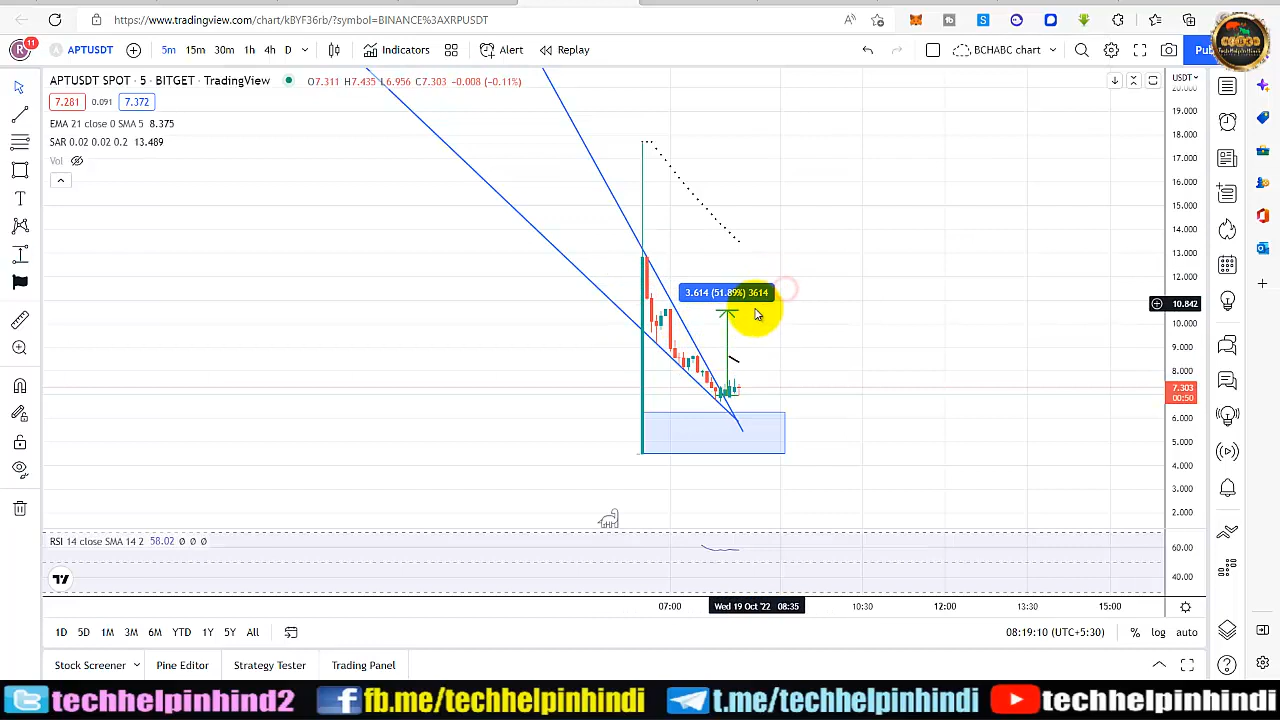 https://www.tradingview.com/chart/kBYF36rb/?symbol=BINANCE%3AXRPUSDT
R 11 APTUSDT 5m 15m 30m 1h 4h D Indicators Alert Replay BOSABC chart Pub
APTUSDT SPOT · 5 · BITGET · TradingView O7.311 H7.435 L6.956 C7.303 -0.008 (-0.11%) USDT
7.281 0.091 7.372
EMA 21 close 0 SMA 5 8.375
SAR 0.02 0.02 0.2 13.489
Vol
20.000
19.000
18.000
17.000
16.000
15.000
14.000
13.000
12.000
3.614 (51.89%) 3614
10.842
10.000
9.000
8.000
7.303
00:50
6.000
5.000
4.000
3.000
2.000
RSI 14 close SMA 14 2 58.02 Ø Ø Ø
60.00
40.00
07:00 Wed 19 Oct '22 08:35 10:30 12:00 13:30 15:00
1D 5D 1M 3M 6M YTD 1Y 5Y All 08:19:10 (UTC+5:30) % log auto
Stock Screener Pine Editor Strategy Tester Trading Panel
techhelpinhind2 fb.me/techhelpinhindi t.me/techhelpinhindi techhelpinhindi